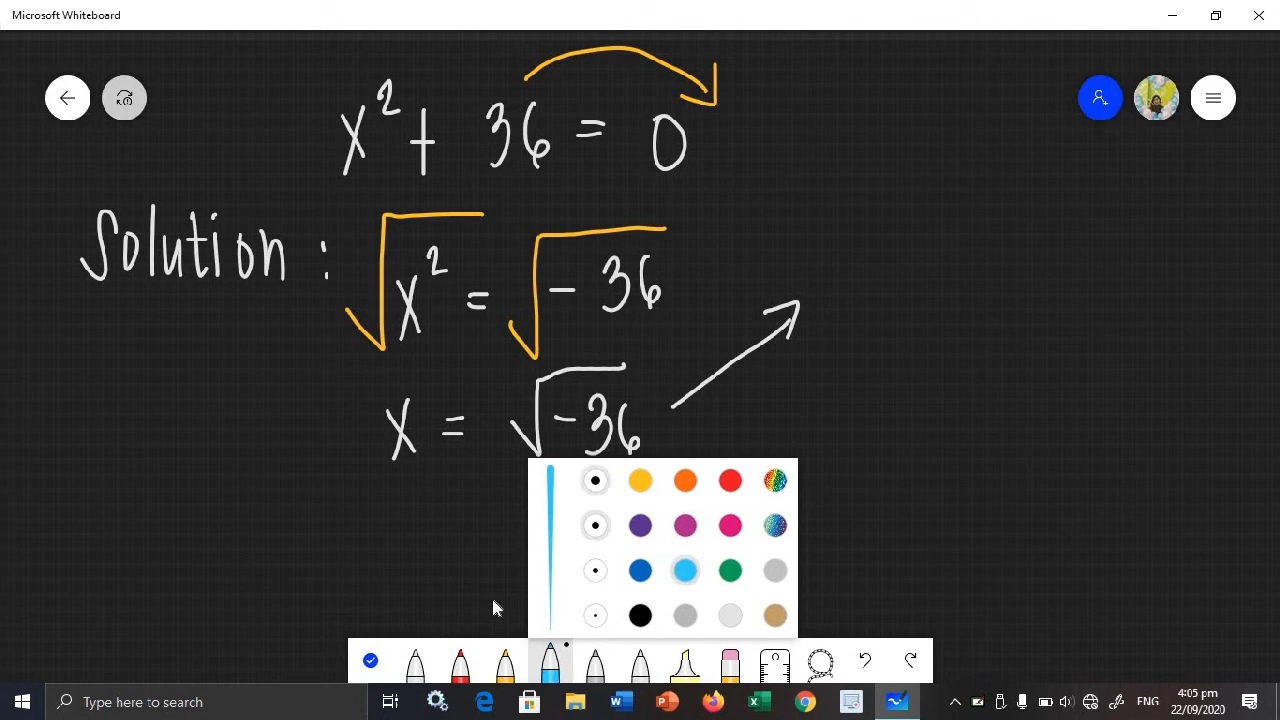 Microsoft Whiteboard
x² + 36 = 0
Solution : √x² = √- 36
x = √-36
Type here to search
ENG
4:05 pm
22/09/2020